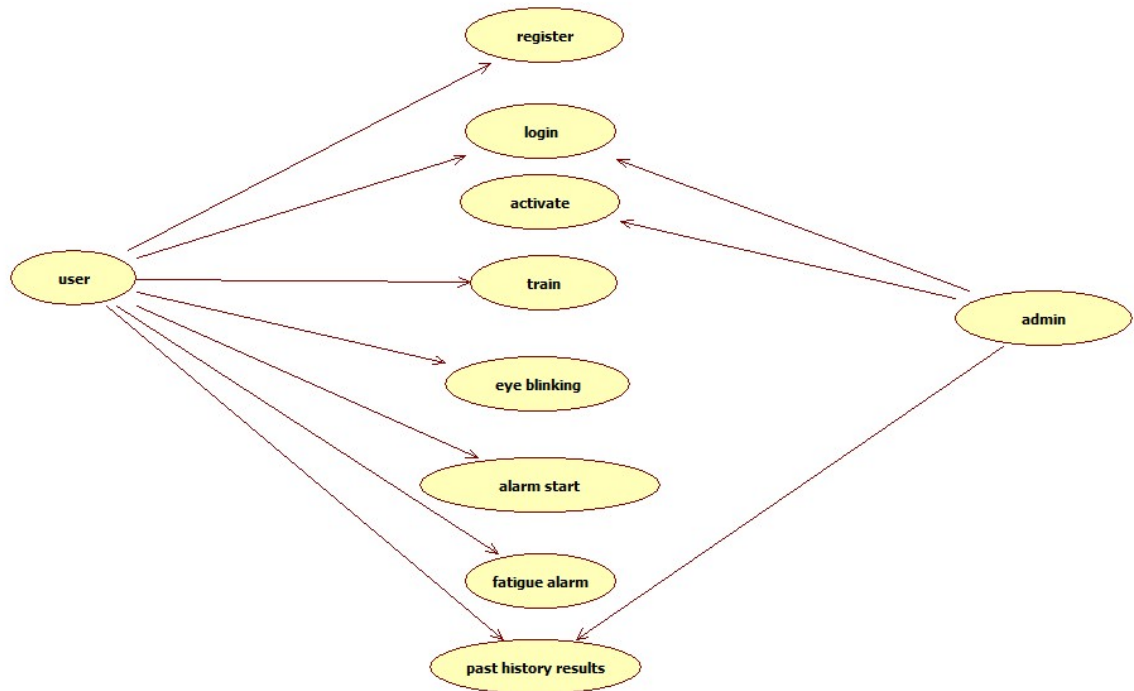 register
login
activate
user
train
admin
eye blinking
alarm start
fatigue alarm
past history results